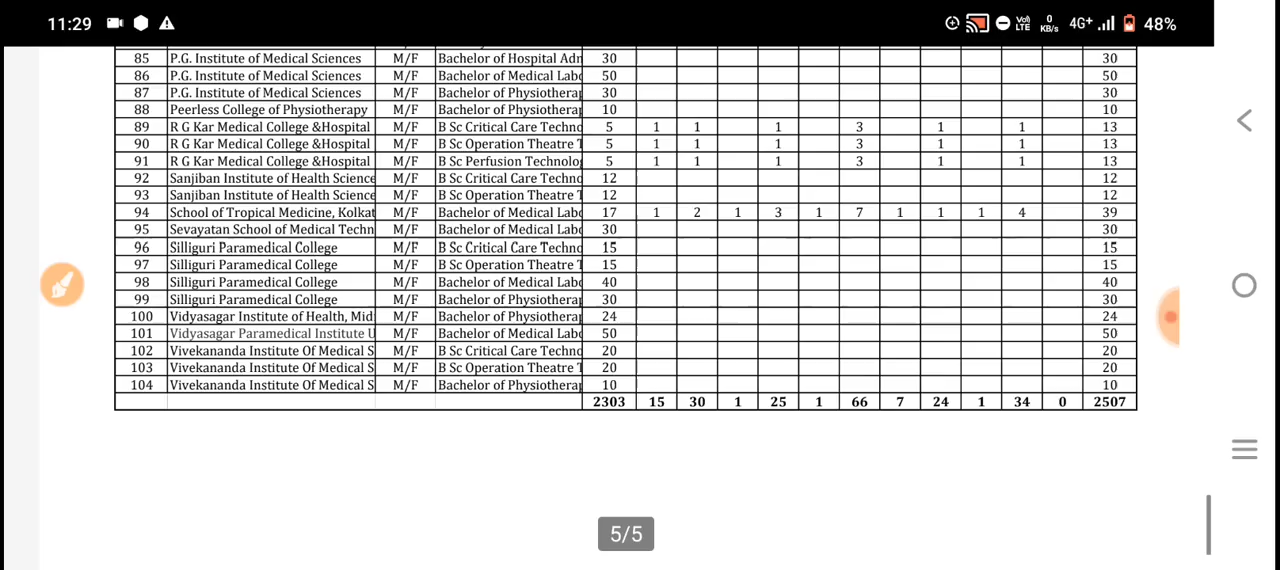 11:29 Vo) LTE 0 KB/s 4G+ 48%
85 P.G. Institute of Medical Sciences M/F Bachelor of Hospital Adn 30 30
86 P.G. Institute of Medical Sciences M/F Bachelor of Medical Labo 50 50
87 P.G. Institute of Medical Sciences M/F Bachelor of Physiotherap 30 30
88 Peerless College of Physiotherapy M/F Bachelor of Physiotherap 10 10
89 R G Kar Medical College &Hospital M/F B Sc Critical Care Techno 5 1 1 1 3 1 1 13
90 R G Kar Medical College &Hospital M/F B Sc Operation Theatre T 5 1 1 1 3 1 1 13
91 R G Kar Medical College &Hospital M/F B Sc Perfusion Technolog 5 1 1 1 3 1 1 13
92 Sanjiban Institute of Health Science M/F B Sc Critical Care Techno 12 12
93 Sanjiban Institute of Health Science M/F B Sc Operation Theatre T 12 12
94 School of Tropical Medicine, Kolkat M/F Bachelor of Medical Labo 17 1 2 1 3 1 7 1 1 1 4 39
95 Sevayatan School of Medical Techn M/F Bachelor of Medical Labo 30 30
96 Silliguri Paramedical College M/F B Sc Critical Care Techno 15 15
97 Silliguri Paramedical College M/F B Sc Operation Theatre T 15 15
98 Silliguri Paramedical College M/F Bachelor of Medical Labo 40 40
99 Silliguri Paramedical College M/F Bachelor of Physiotherap 30 30
100 Vidyasagar Institute of Health, Mid M/F Bachelor of Physiotherap 24 24
101 Vidyasagar Paramedical Institute U M/F Bachelor of Medical Labo 50 50
102 Vivekananda Institute Of Medical S M/F B Sc Critical Care Techno 20 20
103 Vivekananda Institute Of Medical S M/F B Sc Operation Theatre T 20 20
104 Vivekananda Institute Of Medical S M/F Bachelor of Physiotherap 10 10
2303 15 30 1 25 1 66 7 24 1 34 0 2507
5/5